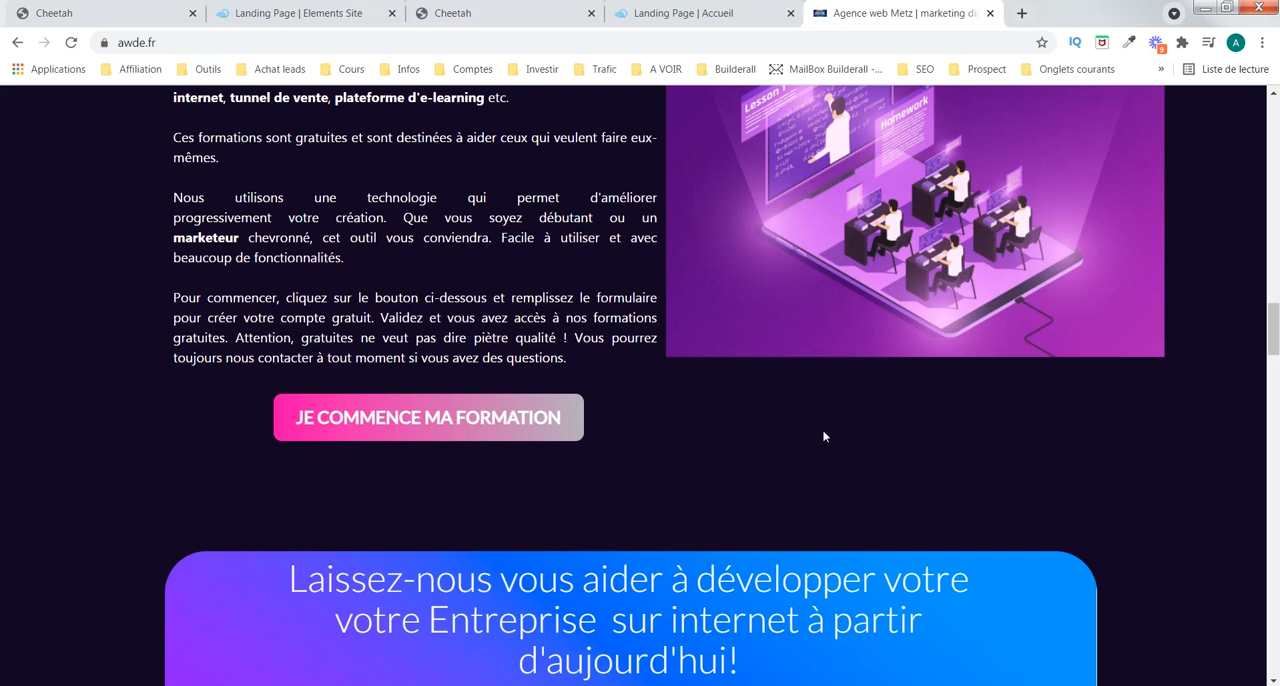 Cheetah
Landing Page | Elements Site
Cheetah
Landing Page | Accueil
Agence web Metz | marketing di
awde.fr
Applications
Affiliation
Outils
Achat leads
Cours
Infos
Comptes
Investir
Trafic
A VOIR
Builderall
MailBox Builderall -...
SEO
Prospect
Onglets courants
»
Liste de lecture
IQ
9
A
internet, tunnel de vente, plateforme d'e-learning etc.
Ces formations sont gratuites et sont destinées à aider ceux qui veulent faire eux-
mêmes.
Nous utilisons une technologie qui permet d'améliorer
progressivement votre création. Que vous soyez débutant ou un
marketeur chevronné, cet outil vous conviendra. Facile à utiliser et avec
beaucoup de fonctionnalités.
Pour commencer, cliquez sur le bouton ci-dessous et remplissez le formulaire
pour créer votre compte gratuit. Validez et vous avez accès à nos formations
gratuites. Attention, gratuites ne veut pas dire piètre qualité ! Vous pourrez
toujours nous contacter à tout moment si vous avez des questions.
JE COMMENCE MA FORMATION
Lesson 1
Homework
Laissez-nous vous aider à développer votre
votre Entreprise sur internet à partir
d'aujourd'hui!